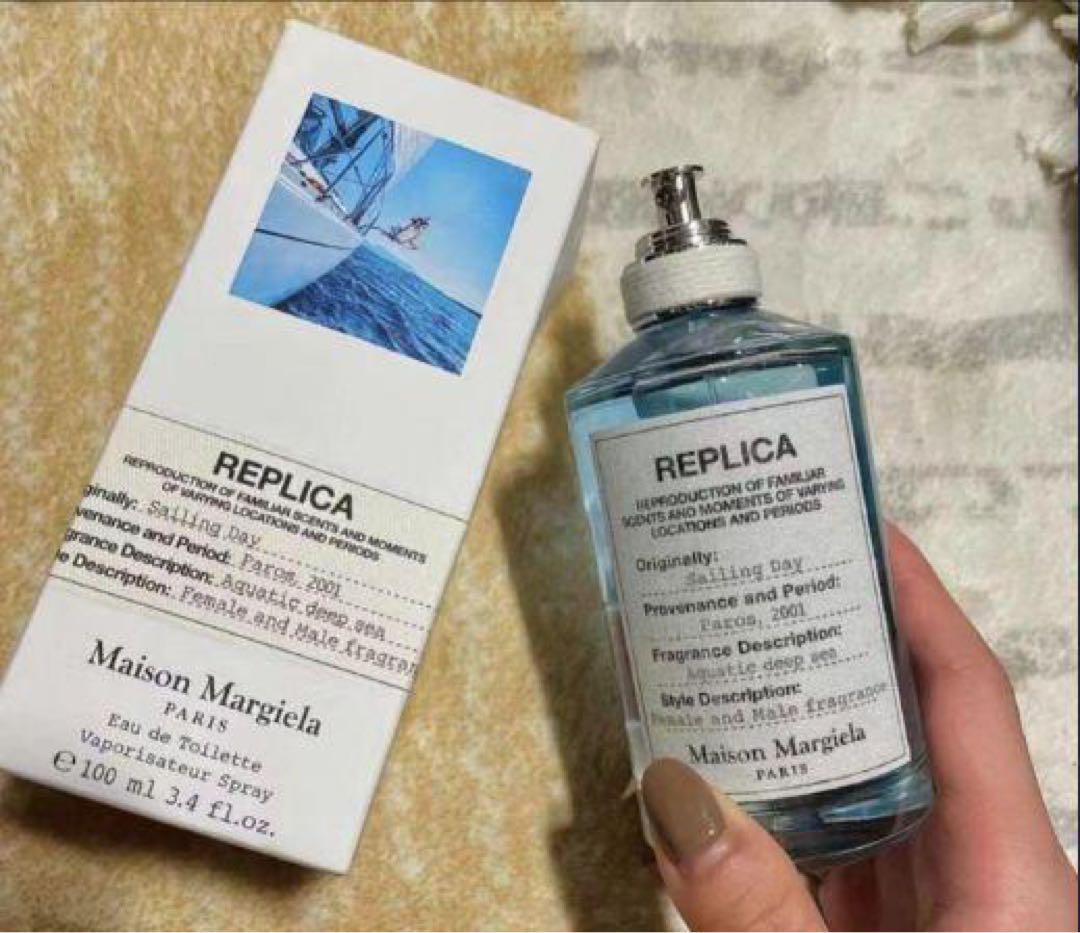 REPLICA
REPRODUCTION OF FAMILIAR SCENTS AND MOMENTS
OF VARYING LOCATIONS AND PERIODS
ginally: Sailing Day
venance and Period: Paros, 2001
grance Description: Aquatic deep sea
e Description: Female and Male fragran
Maison Margiela
PARIS
Eau de Toilette
Vaporisateur Spray
℮ 100 ml 3.4 fl.oz.
REPLICA
REPRODUCTION OF FAMILIAR
SCENTS AND MOMENTS OF VARYING
LOCATIONS AND PERIODS
Originally:
Sailing Day
Provenance and Period:
Paros, 2001
Fragrance Description:
Aquatic deep sea
Style Description:
Female and Male fragrance
Maison Margiela
PARIS